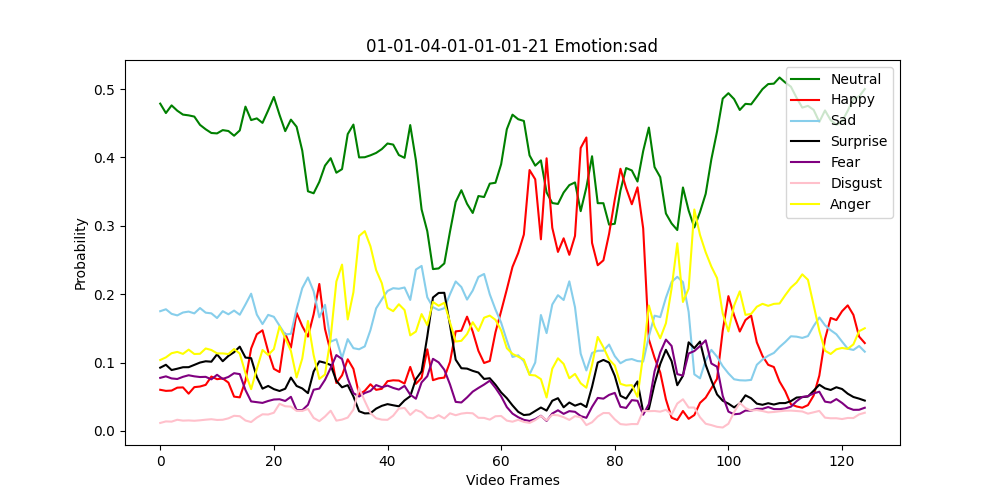 01-01-04-01-01-01-21 Emotion:sad
Neutral
Happy
Sad
Surprise
Fear
Disgust
Anger
0.5
0.4
0.3
0.2
0.1
0.0
Probability
0 20 40 60 80 100 120
Video Frames